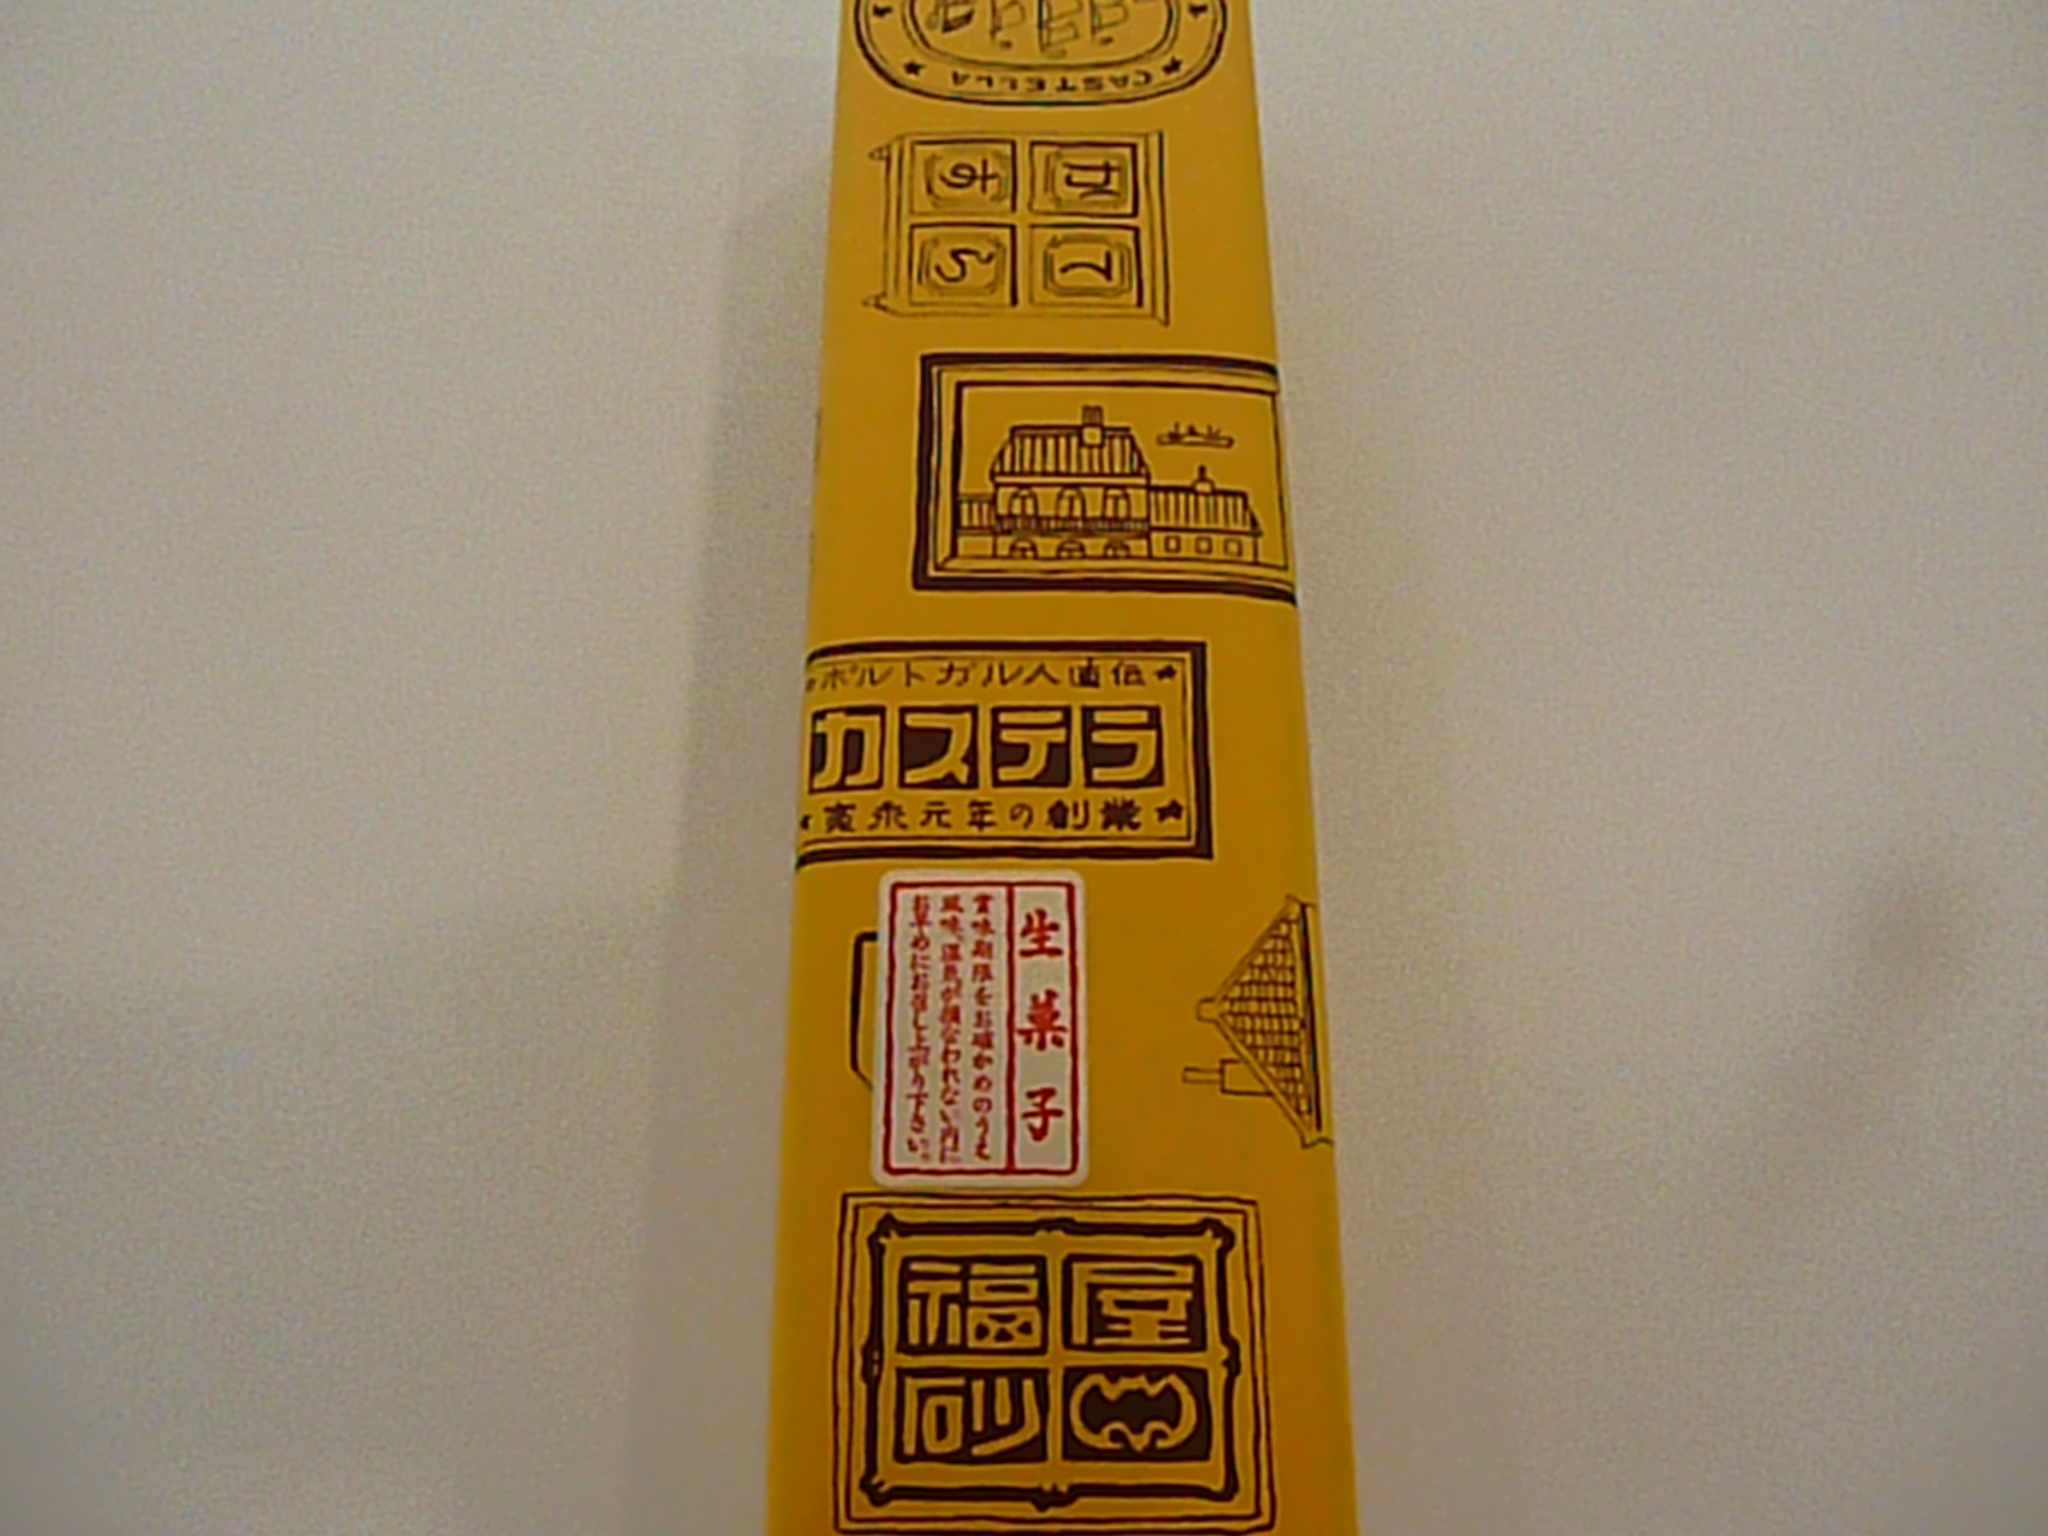 CASTELLA
かす
てら
ポルトガル人直伝
カステラ
寛永元年の創業
生菓子
賞味期限をお確かめのうえ
風味、湿気が損なわれない内に
お早めにお召し上がり下さい。
福屋
砂